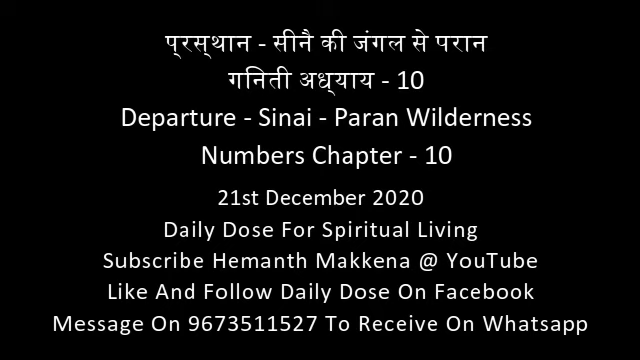 प्रस्थान - सीनै की जंगल से परान
गनिती अध्याय - 10
Departure - Sinai - Paran Wilderness
Numbers Chapter - 10
21st December 2020
Daily Dose For Spiritual Living
Subscribe Hemanth Makkena @ YouTube
Like And Follow Daily Dose On Facebook
Message On 9673511527 To Receive On Whatsapp